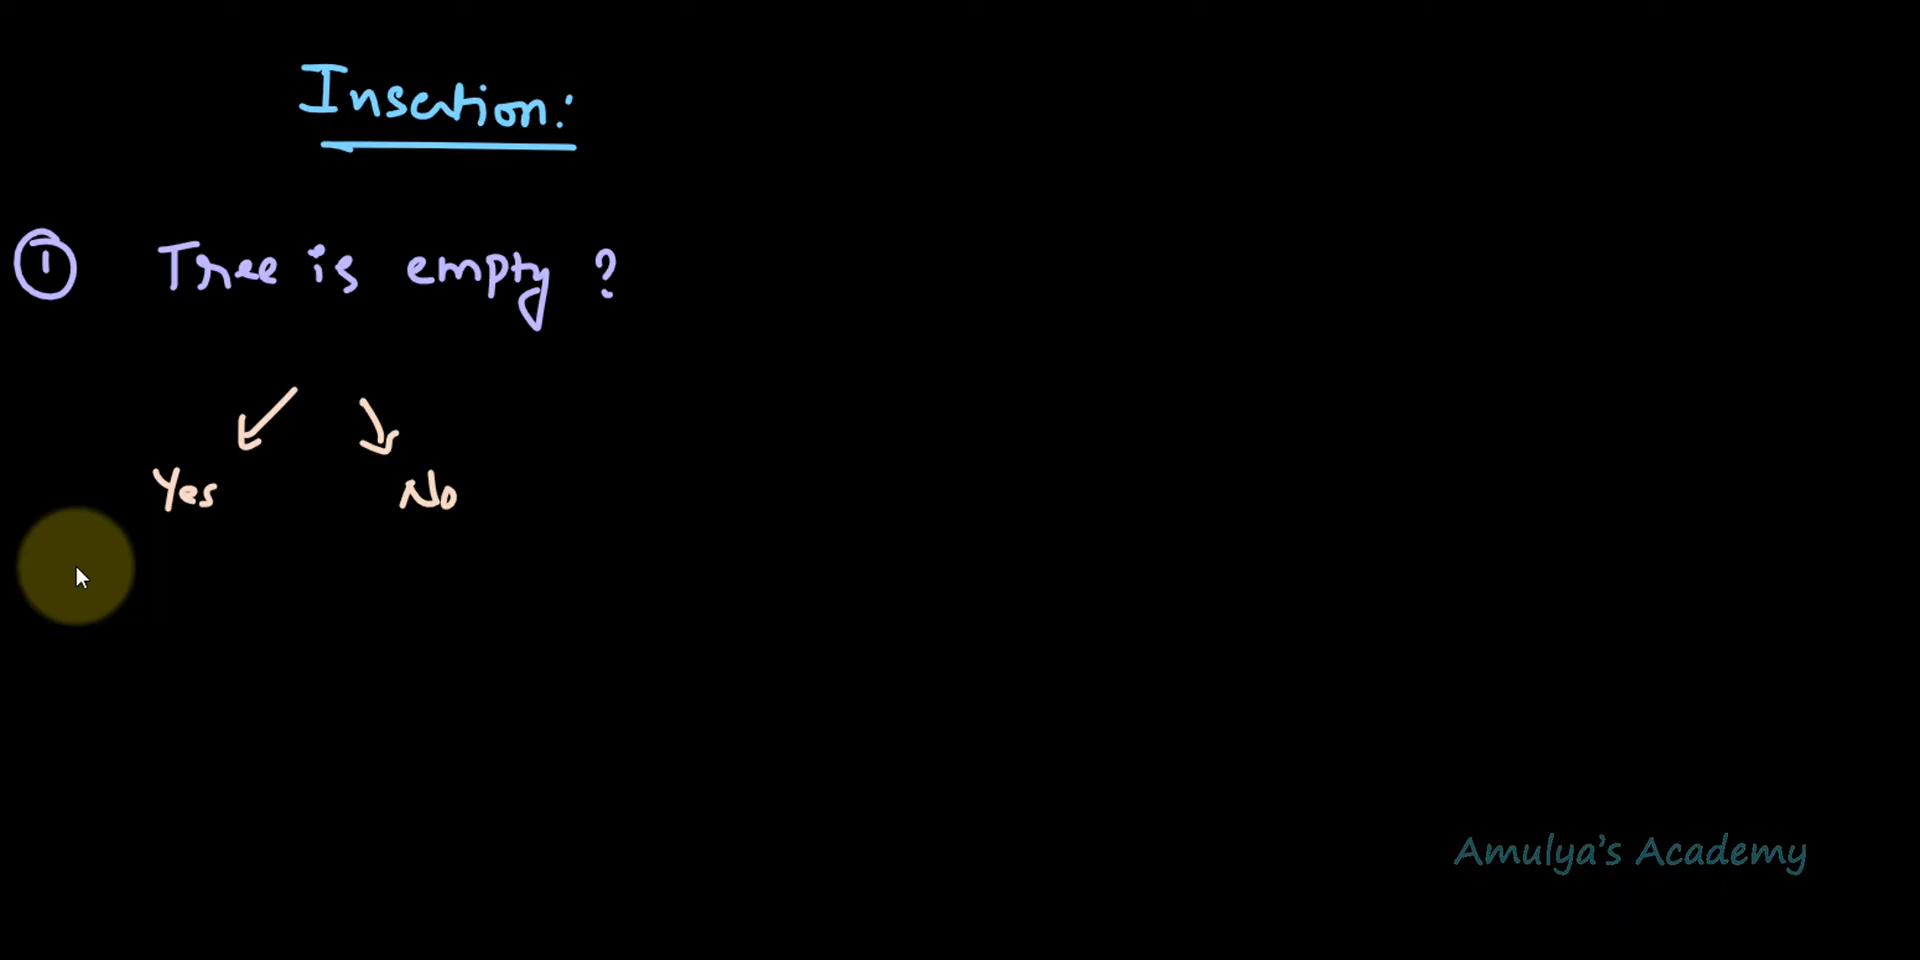 Insertion:
① Tree is empty ?
Yes No
Amulya's Academy